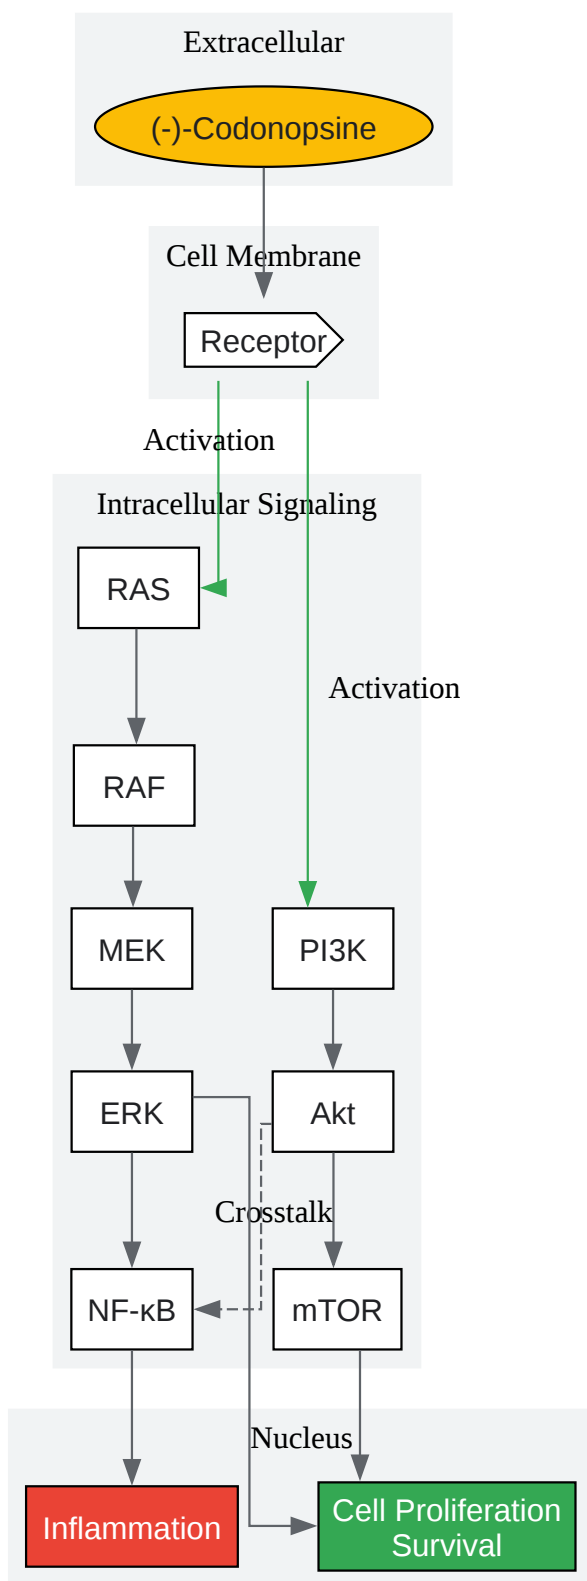 Extracellular
(-)-Codonopsine
Cell Membrane
Receptor
Activation
Intracellular Signaling
RAS
Activation
RAF
MEK
PI3K
ERK
Akt
Crosstalk
NF-κB
mTOR
Nucleus
Inflammation
Cell Proliferation
Survival